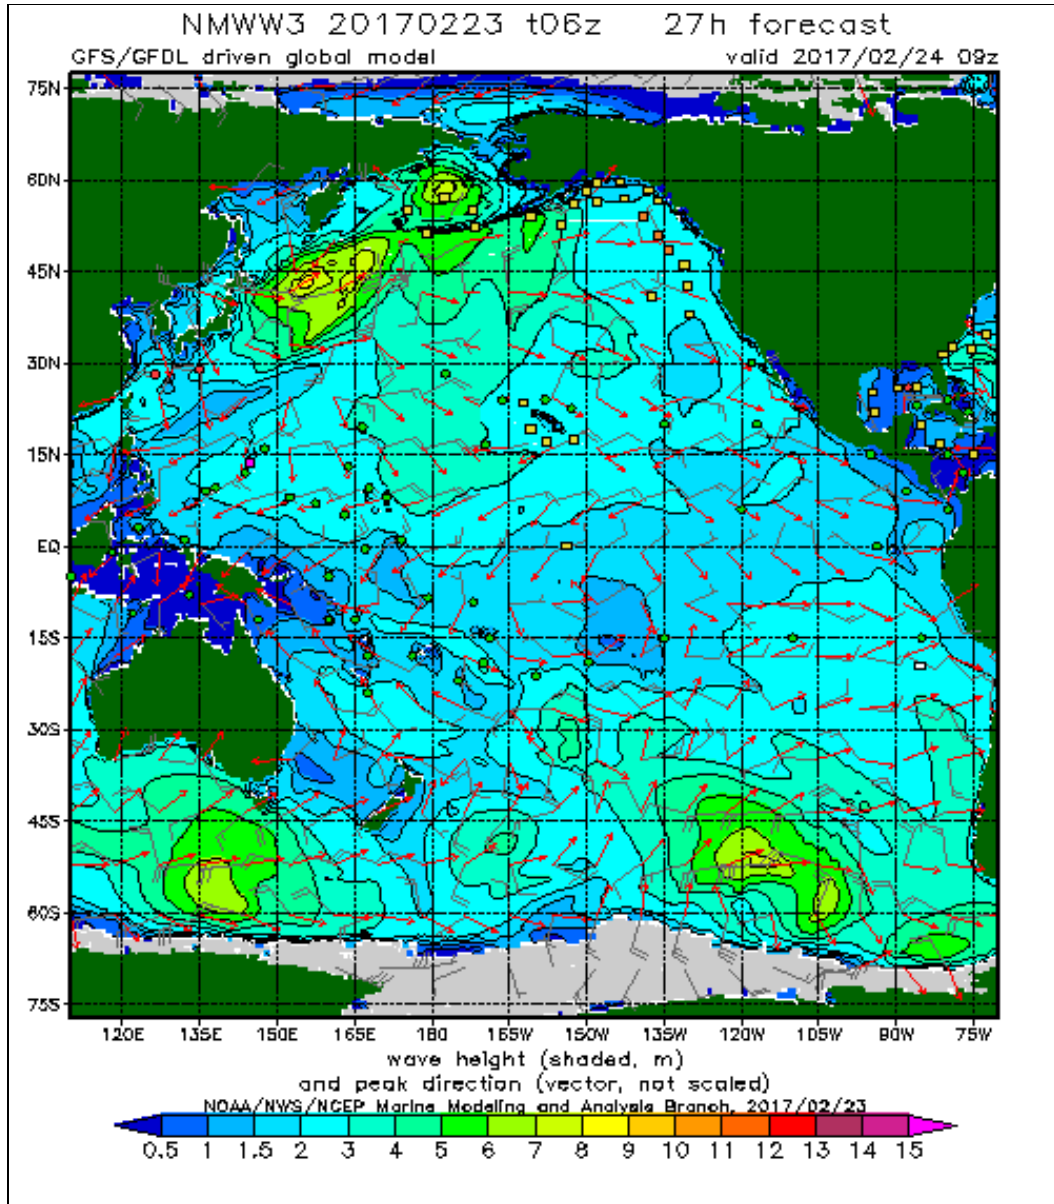 NMWW3 20170223 t06z 27h forecast
GFS/GFDL driven global model valid 2017/02/24 09z
75N
60N
45N
30N
15N
EQ
15S
30S
45S
60S
75S
120E 135E 150E 165E 180 165W 150W 135W 120W 105W 90W 75W
wave height (shaded, m)
and peak direction (vector, not scaled)
NOAA/NWS/NCEP Marine Modeling and Analysis Branch, 2017/02/23
0.5 1 1.5 2 3 4 5 6 7 8 9 10 11 12 13 14 15